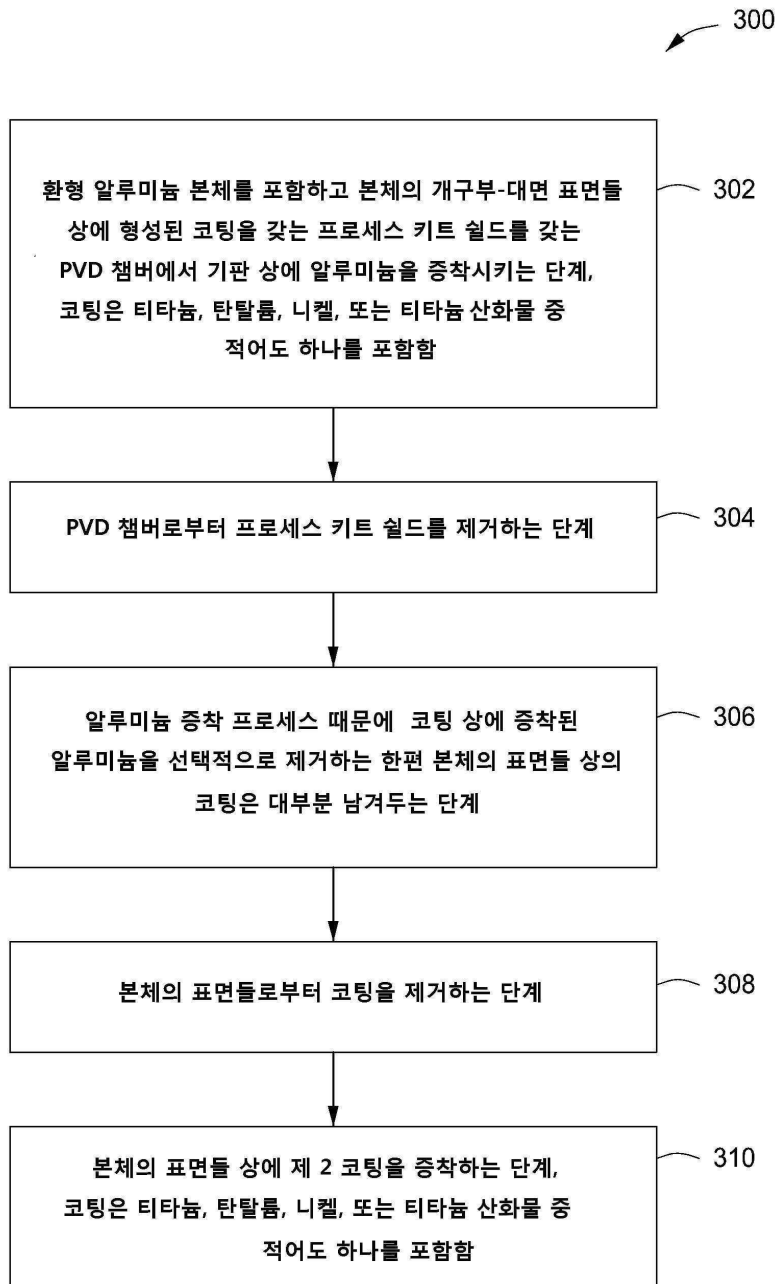 300
환형 알루미늄 본체를 포함하고 본체의 개구부-대면 표면들
상에 형성된 코팅을 갖는 프로세스 키트 쉴드를 갖는
PVD 챔버에서 기판 상에 알루미늄을 증착시키는 단계,
코팅은 티타늄, 탄탈륨, 니켈, 또는 티타늄 산화물 중
적어도 하나를 포함함
302
PVD 챔버로부터 프로세스 키트 쉴드를 제거하는 단계
304
알루미늄 증착 프로세스 때문에 코팅 상에 증착된
알루미늄을 선택적으로 제거하는 한편 본체의 표면들 상의
코팅은 대부분 남겨두는 단계
306
본체의 표면들로부터 코팅을 제거하는 단계
308
본체의 표면들 상에 제 2 코팅을 증착하는 단계,
코팅은 티타늄, 탄탈륨, 니켈, 또는 티타늄 산화물 중
적어도 하나를 포함함
310